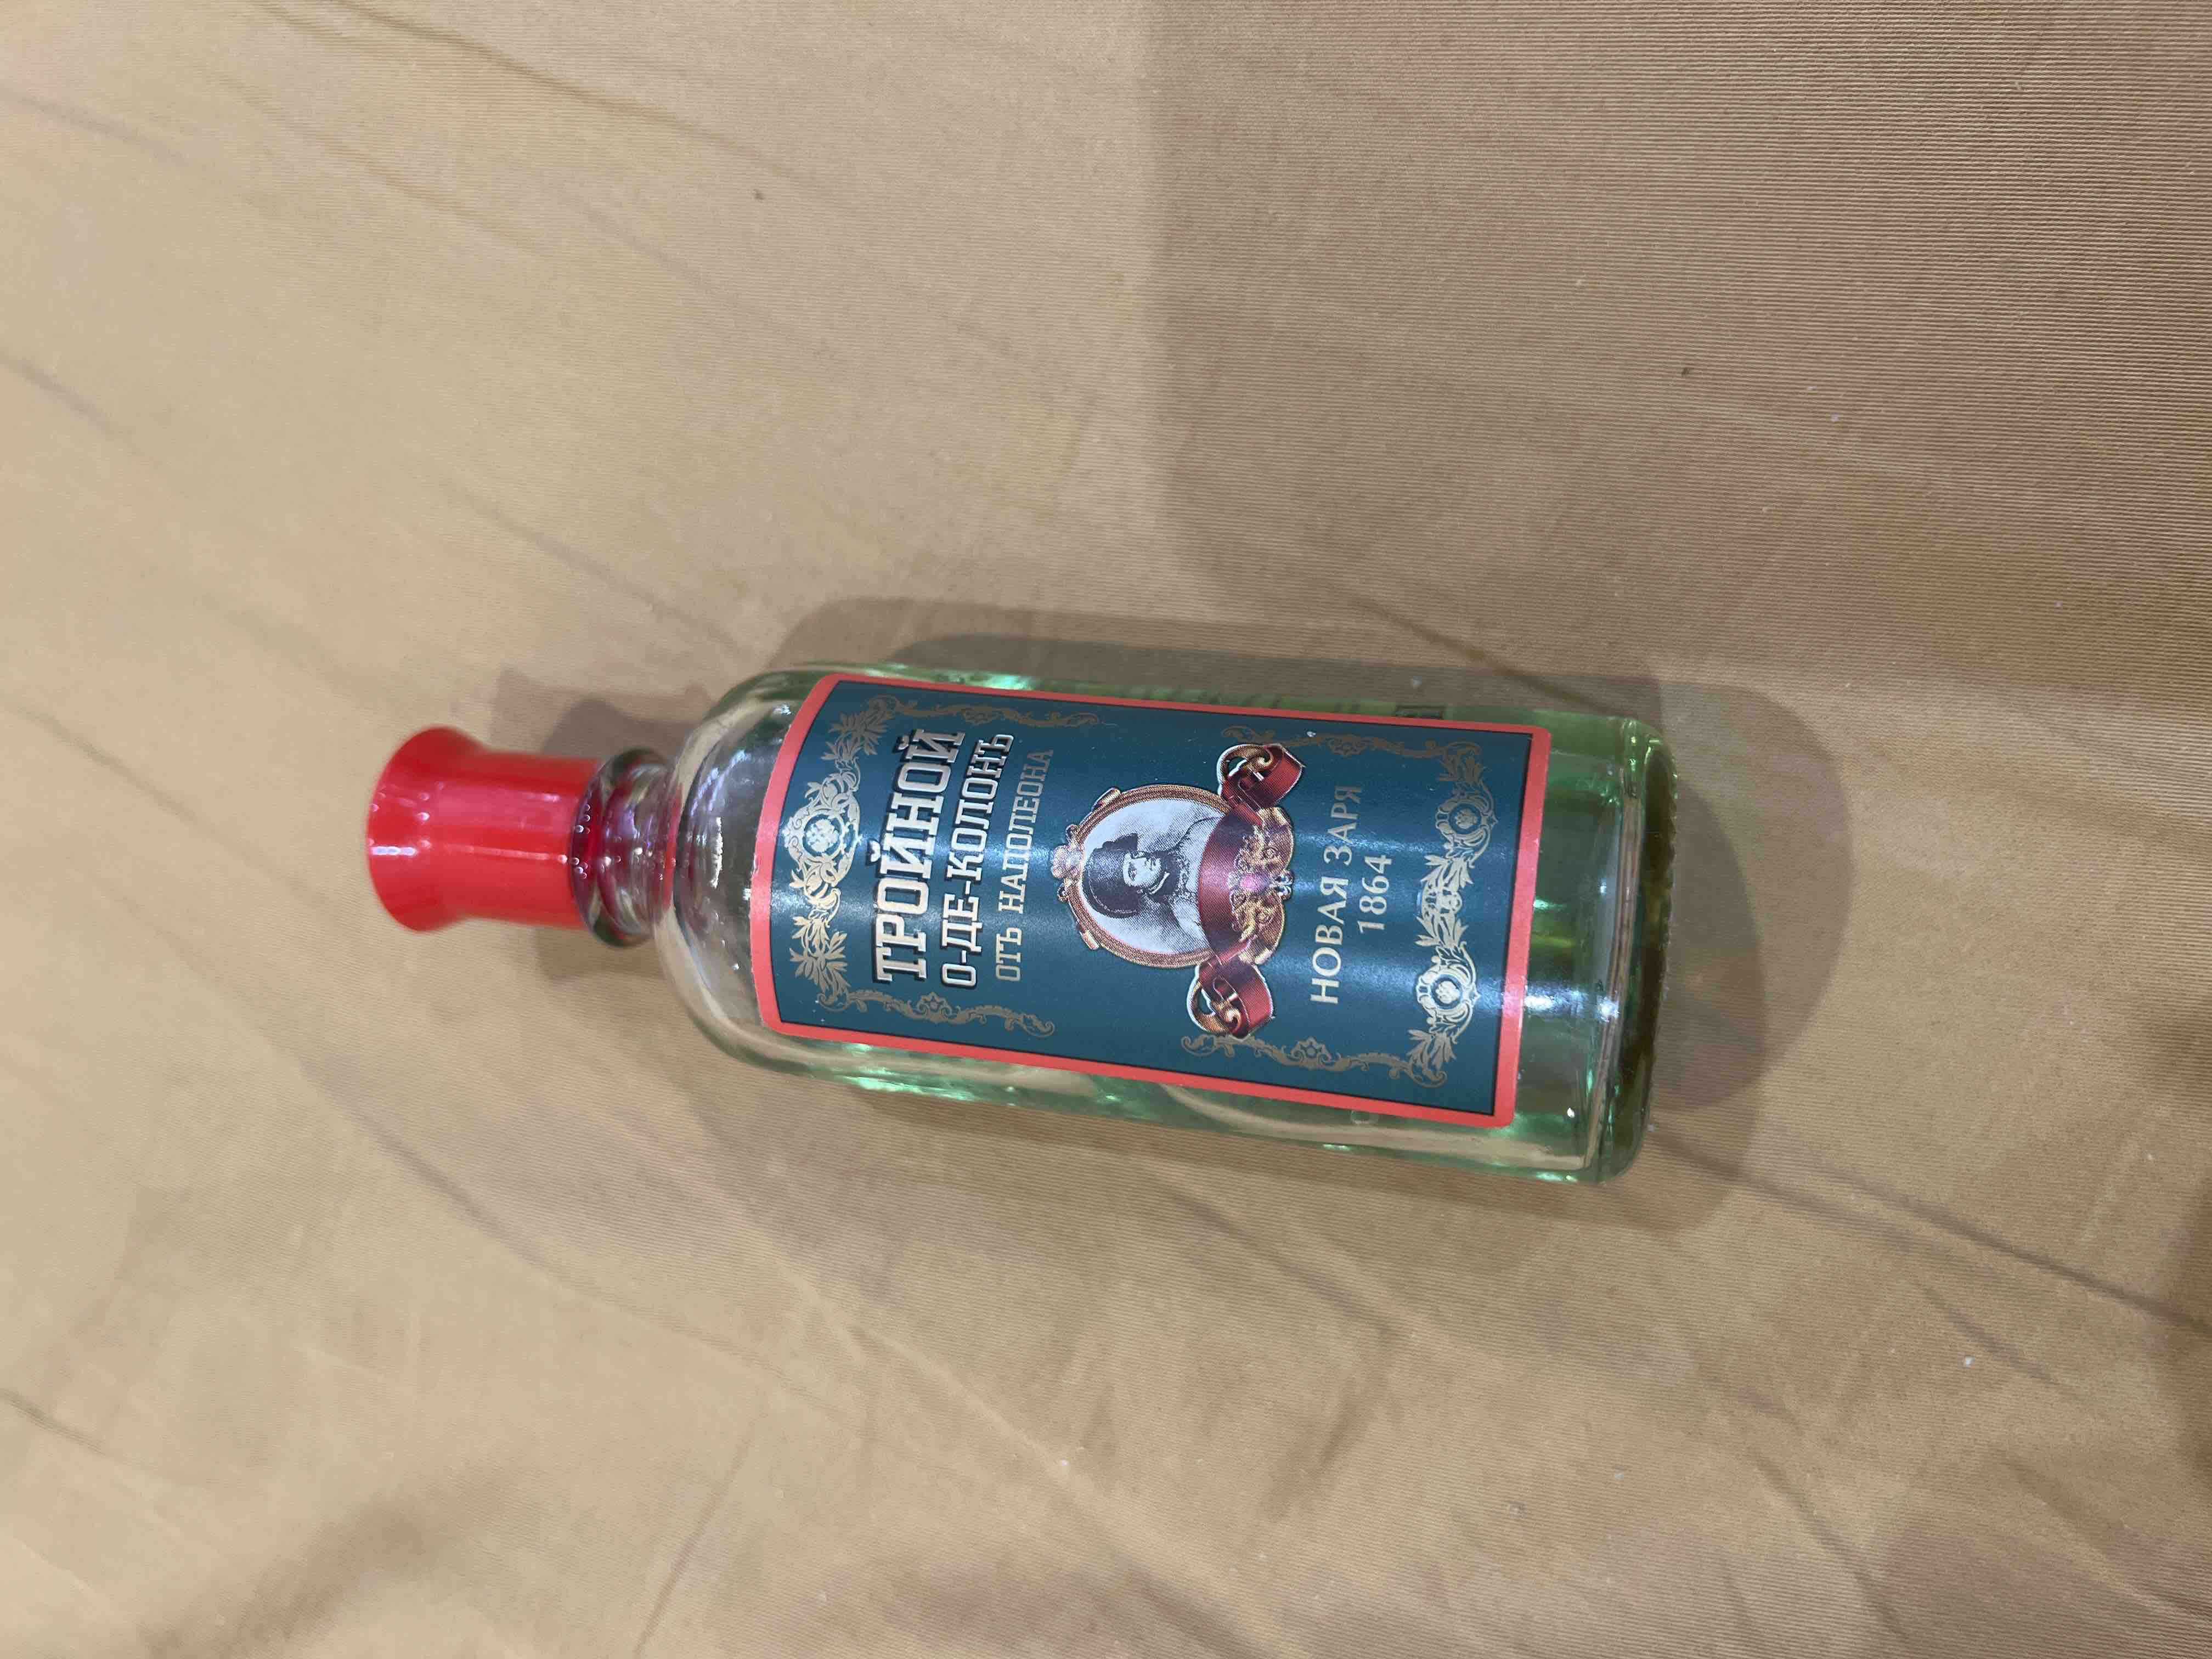 ТРОЙНОЙ
О-ДЕ-КОЛОНЪ
ОТЪ НАПОЛЕОНА
НОВАЯ ЗАРЯ
1864